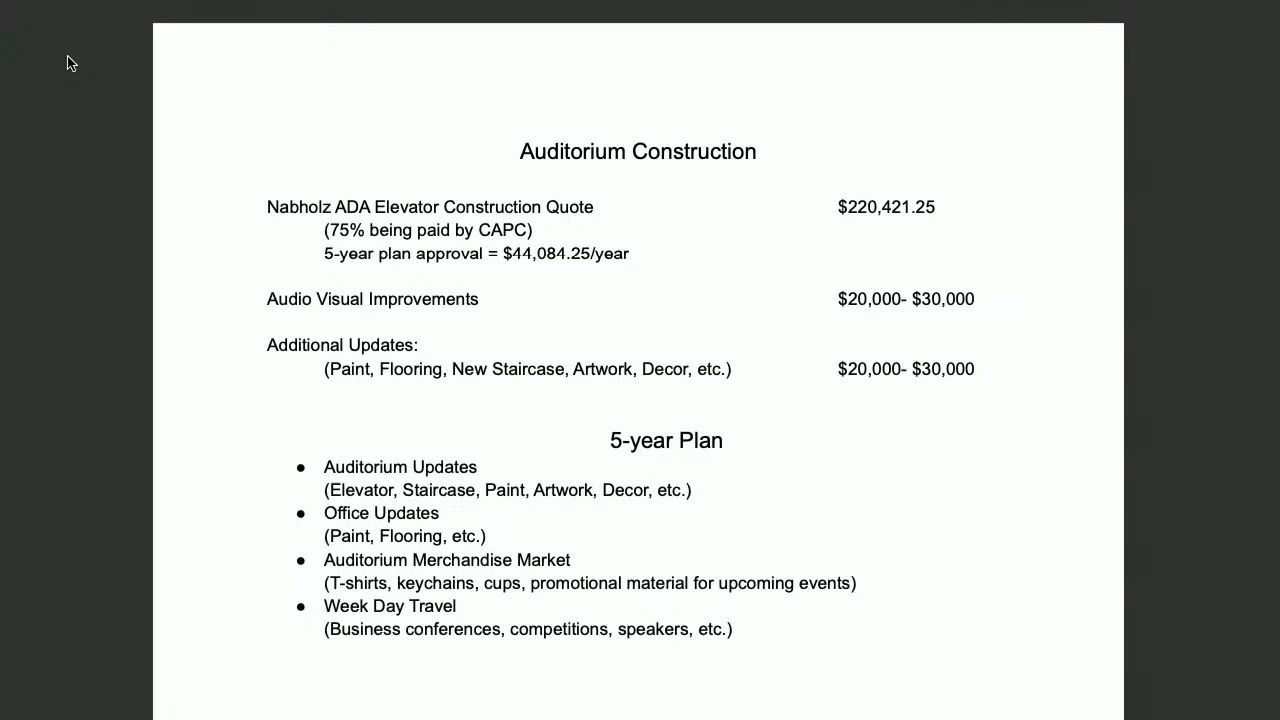 Auditorium Construction
Nabholz ADA Elevator Construction Quote $220,421.25
(75% being paid by CAPC)
5-year plan approval = $44,084.25/year
Audio Visual Improvements $20,000- $30,000
Additional Updates:
(Paint, Flooring, New Staircase, Artwork, Decor, etc.) $20,000- $30,000
5-year Plan
● Auditorium Updates
(Elevator, Staircase, Paint, Artwork, Decor, etc.)
● Office Updates
(Paint, Flooring, etc.)
● Auditorium Merchandise Market
(T-shirts, keychains, cups, promotional material for upcoming events)
● Week Day Travel
(Business conferences, competitions, speakers, etc.)